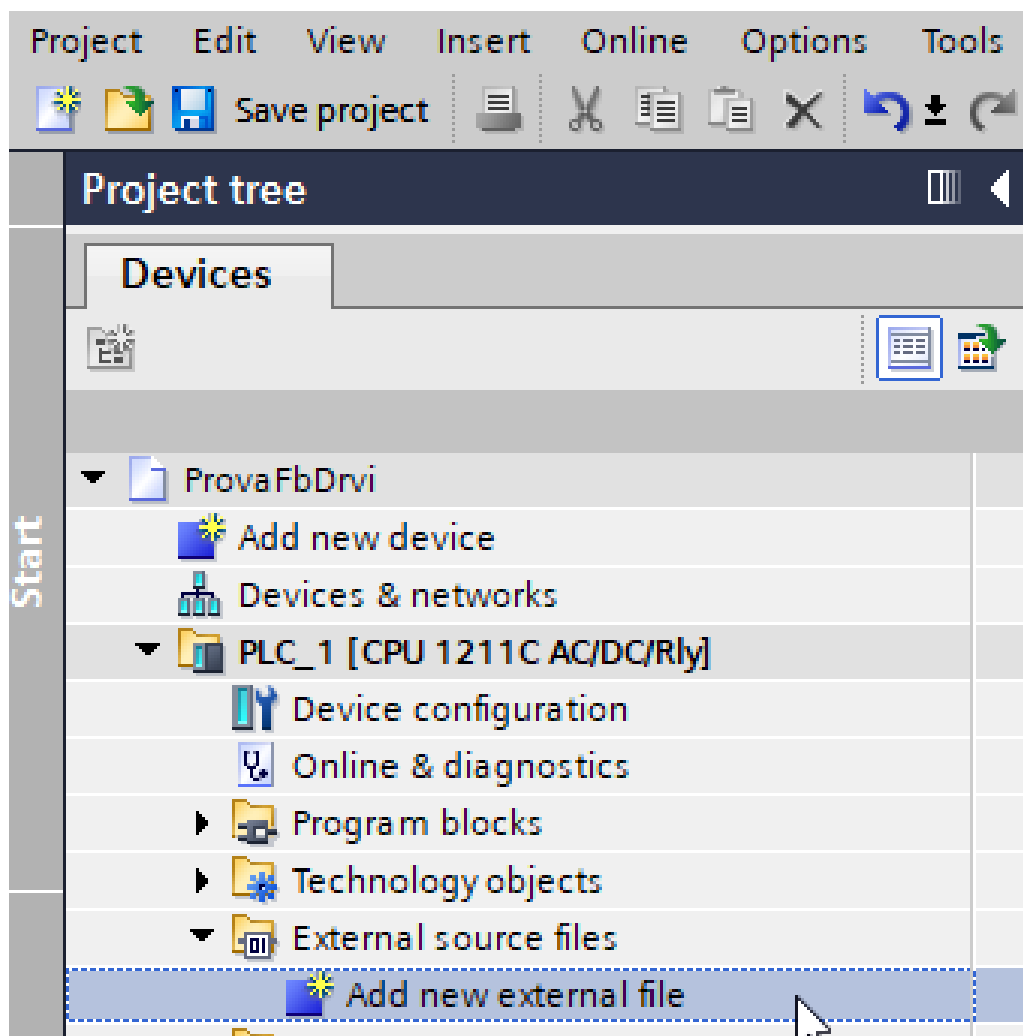 Project Edit View Insert Online Options Tools
Save project
Project tree
Devices
Start
ProvaFbDrvi
Add new device
Devices & networks
PLC_1 [CPU 1211C AC/DC/Rly]
Device configuration
Online & diagnostics
Program blocks
Technology objects
External source files
Add new external file